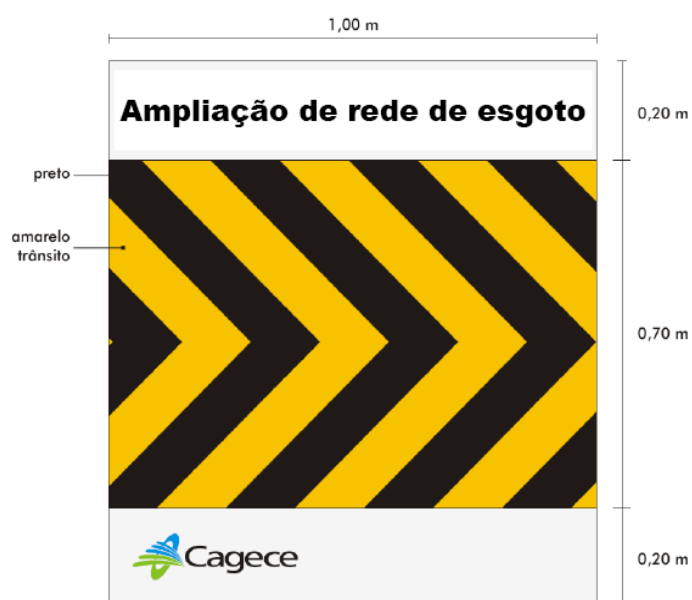 1,00 m
Ampliação de rede de esgoto
0,20 m
preto
amarelo
trânsito
0,70 m
Cagece
0,20 m